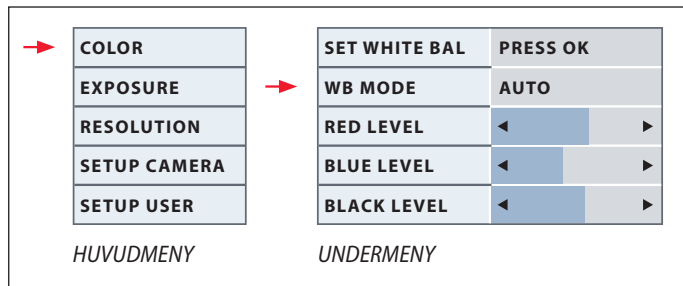 COLOR
EXPOSURE
RESOLUTION
SETUP CAMERA
SETUP USER
HUVUDMENY
SET WHITE BAL PRESS OK
WB MODE AUTO
RED LEVEL
BLUE LEVEL
BLACK LEVEL
UNDERMENY